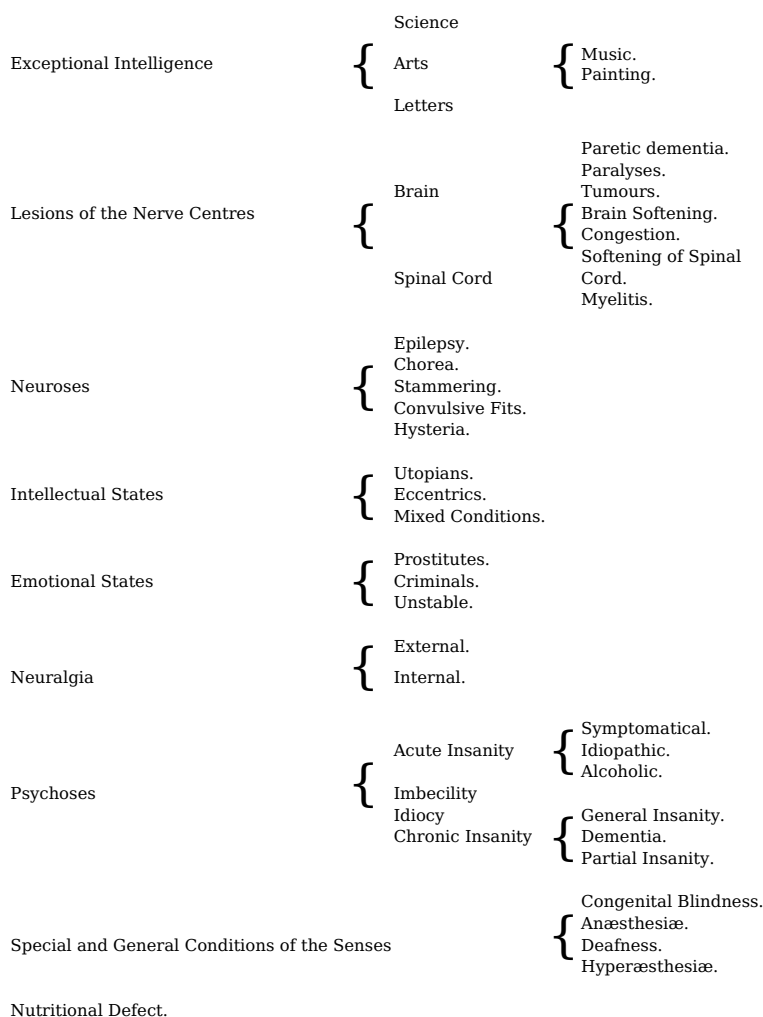 Science
Exceptional Intelligence { Arts { Music.
Painting.
Letters
Paretic dementia.
Paralyses.
Brain Tumours.
Lesions of the Nerve Centres { { Brain Softening.
Congestion.
Softening of Spinal
Spinal Cord Cord.
Myelitis.
Epilepsy.
Chorea.
Neuroses { Stammering.
Convulsive Fits.
Hysteria.
Utopians.
Intellectual States { Eccentrics.
Mixed Conditions.
Prostitutes.
Emotional States { Criminals.
Unstable.
External.
Neuralgia { Internal.
Symptomatical.
Acute Insanity { Idiopathic.
Alcoholic.
Psychoses { Imbecility
Idiocy General Insanity.
Chronic Insanity { Dementia.
Partial Insanity.
Congenital Blindness.
Anæsthesiæ.
Special and General Conditions of the Senses { Deafness.
Hyperæsthesiæ.
Nutritional Defect.